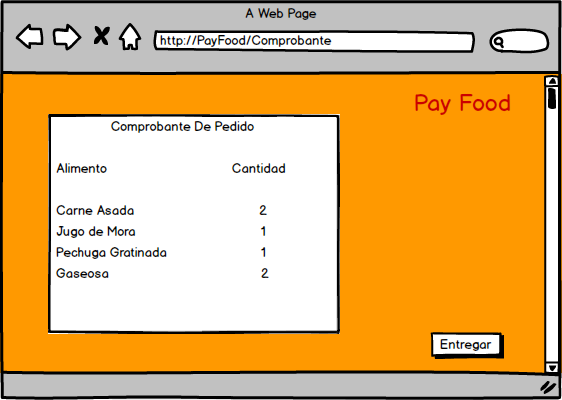 A Web Page
http://PayFood/Comprobante
Pay Food
Comprobante De Pedido
Alimento Cantidad
Carne Asada 2
Jugo de Mora 1
Pechuga Gratinada 1
Gaseosa 2
Entregar